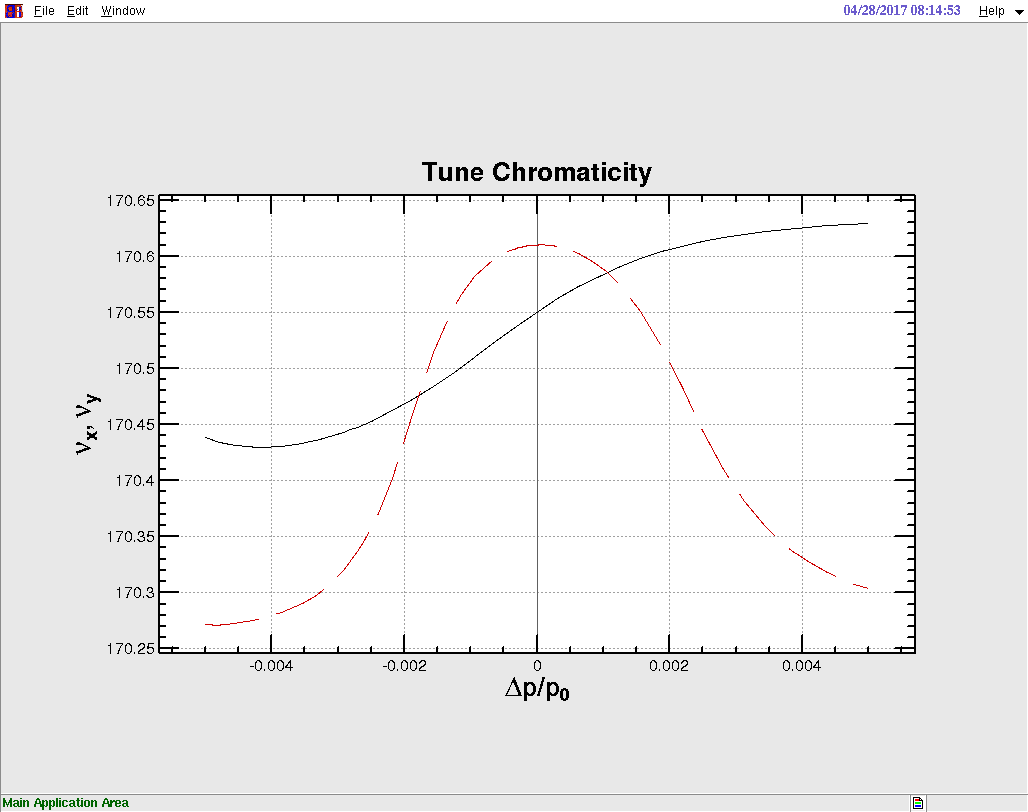 File Edit Window 04/28/2017 08:14:53 Help
Tune Chromaticity
170.65
170.6
170.55
170.5
170.45
170.4
170.35
170.3
170.25
νx, νy
-0.004 -0.002 0 0.002 0.004
Δp/p0
Main Application Area